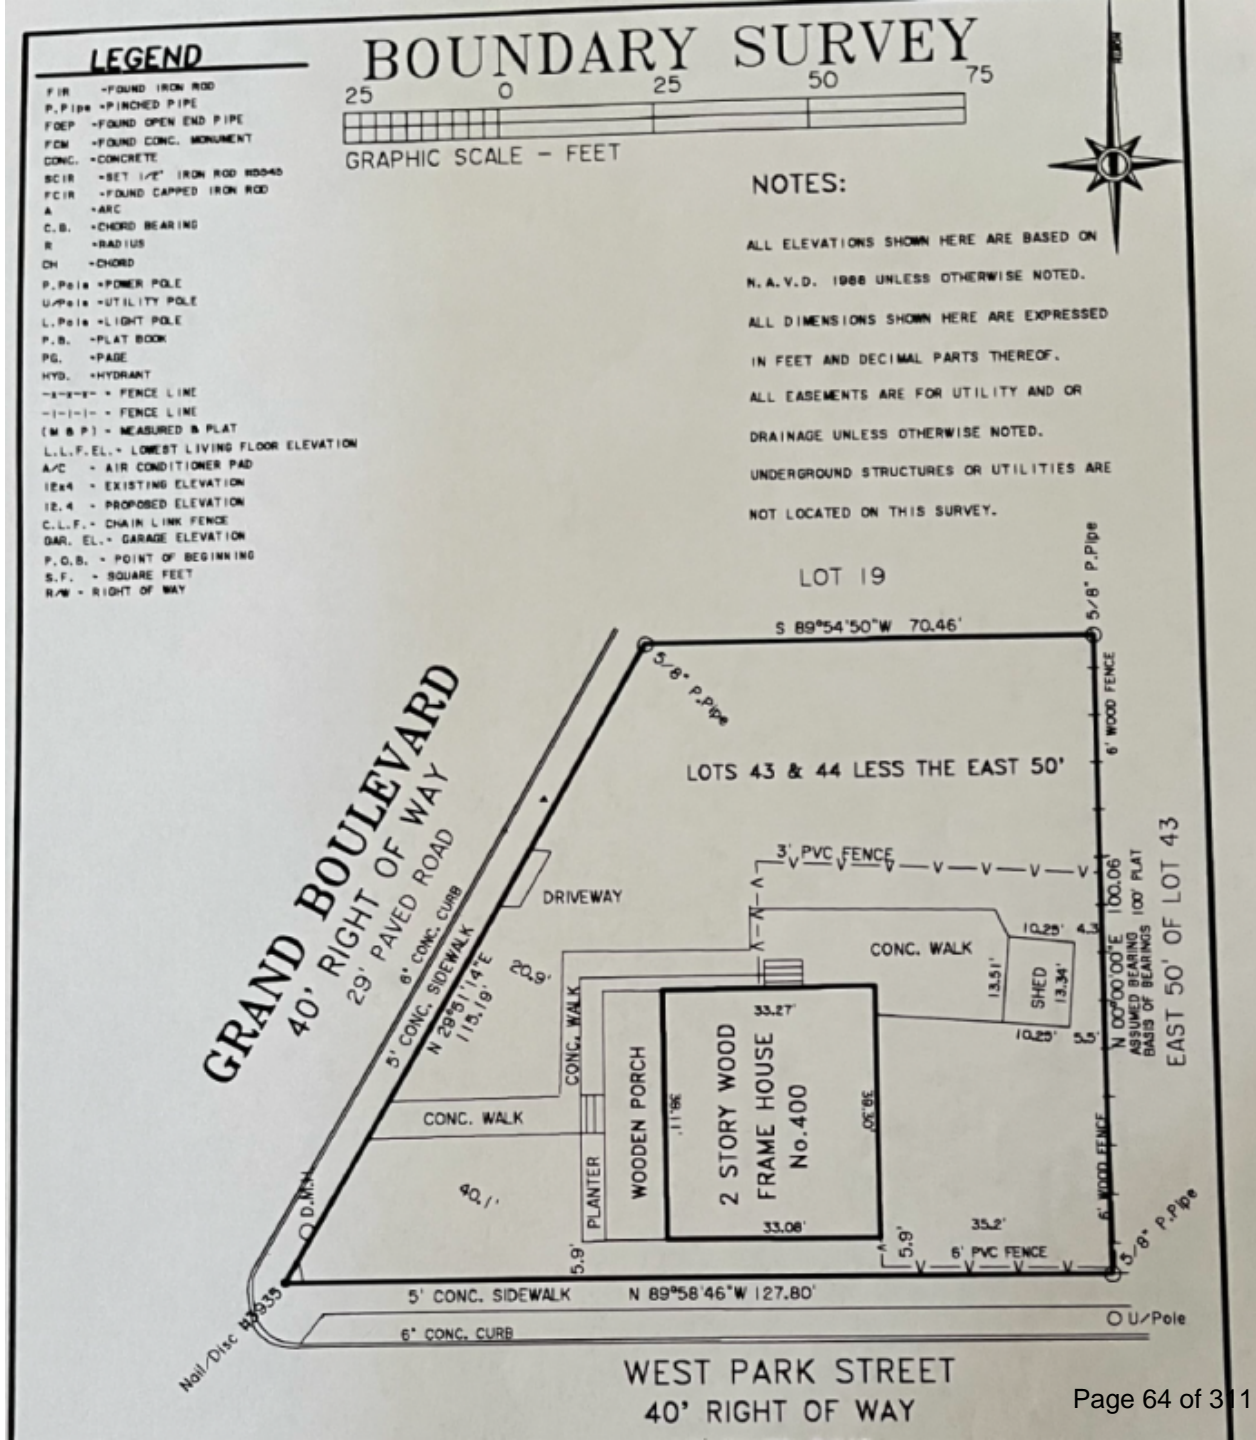 LEGEND
FIR -FOUND IRON ROD
P.Pipe -PINCHED PIPE
FOEP -FOUND OPEN END PIPE
FCM -FOUND CONC. MONUMENT
CONC. -CONCRETE
SCIR -SET 1/2" IRON ROD
FCIR -FOUND CAPPED IRON ROD
A -ARC
C.B. -CHORD BEARING
R -RADIUS
CH -CHORD
P.Pole -POWER POLE
U/Pole -UTILITY POLE
L.Pole -LIGHT POLE
P.B. -PLAT BOOK
PG. -PAGE
HYD. -HYDRANT
-x-x-x- - FENCE LINE
-I-I-I- - FENCE LINE
(M & P) - MEASURED & PLAT
L.L.F.EL.- LOWEST LIVING FLOOR ELEVATION
A/C - AIR CONDITIONER PAD
12x4 - EXISTING ELEVATION
12.4 - PROPOSED ELEVATION
C.L.F.- CHAIN LINK FENCE
GAR. EL.- GARAGE ELEVATION
P.O.B. - POINT OF BEGINNING
S.F. - SQUARE FEET
R/W - RIGHT OF WAY
BOUNDARY SURVEY
25 0 25 50 75
GRAPHIC SCALE - FEET
NOTES:
ALL ELEVATIONS SHOWN HERE ARE BASED ON
N.A.V.D. 1988 UNLESS OTHERWISE NOTED.
ALL DIMENSIONS SHOWN HERE ARE EXPRESSED
IN FEET AND DECIMAL PARTS THEREOF.
ALL EASEMENTS ARE FOR UTILITY AND OR
DRAINAGE UNLESS OTHERWISE NOTED.
UNDERGROUND STRUCTURES OR UTILITIES ARE
NOT LOCATED ON THIS SURVEY.
LOT 19
S 89°54'50"W 70.46'
5/8" P.Pipe
5/8" P.Pipe
6' WOOD FENCE
LOTS 43 & 44 LESS THE EAST 50'
GRAND BOULEVARD
40' RIGHT OF WAY
29' PAVED ROAD
6" CONC. CURB
5' CONC. SIDEWALK
N 29°51'14"E
115.19'
DRIVEWAY
3' PVC FENCE
20.9'
CONC. WALK
CONC. WALK
10.25' 4.3
13.51'
SHED
13.34'
10.25' 5.5'
N 00°00'00"E 100.06'
ASSUMED BEARING 100' PLAT
BASIS OF BEARINGS
EAST 50' OF LOT 43
33.27'
38.11'
39.30'
33.08'
2 STORY WOOD
FRAME HOUSE
No.400
WOODEN PORCH
PLANTER
CONC. WALK
D.M.H.
40.1'
5.9'
5.9'
35.2'
6' PVC FENCE
6' WOOD FENCE
5/8" P.Pipe
5' CONC. SIDEWALK N 89°58'46"W 127.80'
Nail/Disc #3935
6" CONC. CURB
U/Pole
WEST PARK STREET
40' RIGHT OF WAY
Page 64 of 311